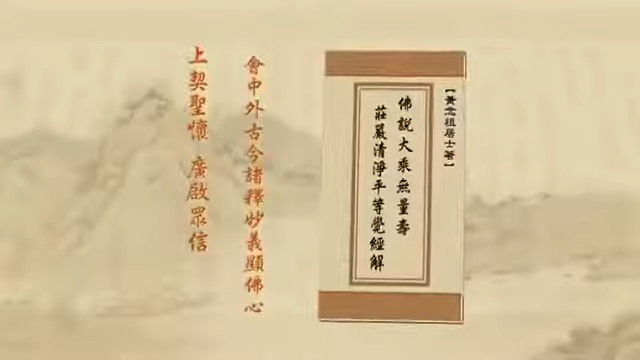 【黃念祖居士著】
佛說大乘無量壽
莊嚴清淨平等覺經解
會中外古今諸釋妙義顯佛心
上契聖懷 廣啟眾信